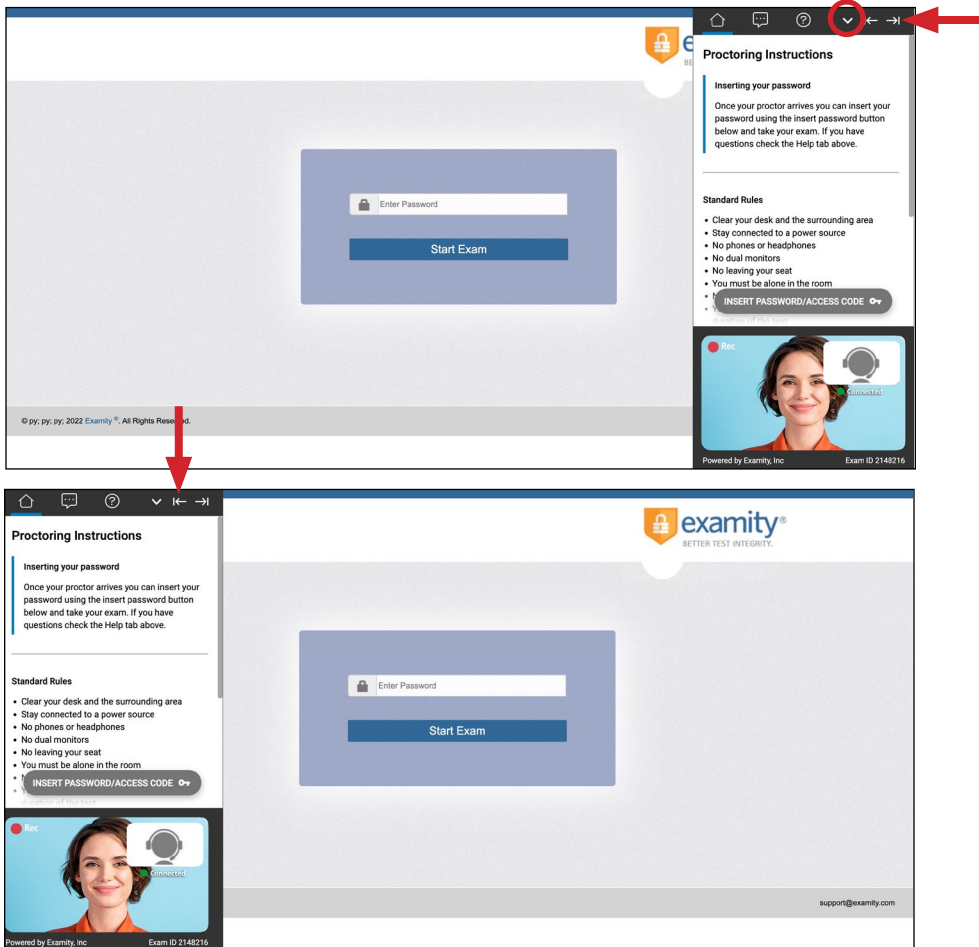 e
BE
Proctoring Instructions
Inserting your password
Once your proctor arrives you can insert your
password using the insert password button
below and take your exam. If you have
questions check the Help tab above.
Standard Rules
• Clear your desk and the surrounding area
• Stay connected to a power source
• No phones or headphones
• No dual monitors
• No leaving your seat
• You must be alone in the room
INSERT PASSWORD/ACCESS CODE
duration of the test
Enter Password
Start Exam
Rec
Connected
Powered by Examity, Inc Exam ID 2148216
© py; py; py; 2022 Examity ®. All Rights Reserved.
Proctoring Instructions
Inserting your password
Once your proctor arrives you can insert your
password using the insert password button
below and take your exam. If you have
questions check the Help tab above.
Standard Rules
• Clear your desk and the surrounding area
• Stay connected to a power source
• No phones or headphones
• No dual monitors
• No leaving your seat
• You must be alone in the room
INSERT PASSWORD/ACCESS CODE
duration of the test
Rec
Connected
Powered by Examity, Inc Exam ID 2148216
examity®
BETTER TEST INTEGRITY.
Enter Password
Start Exam
support@examity.com